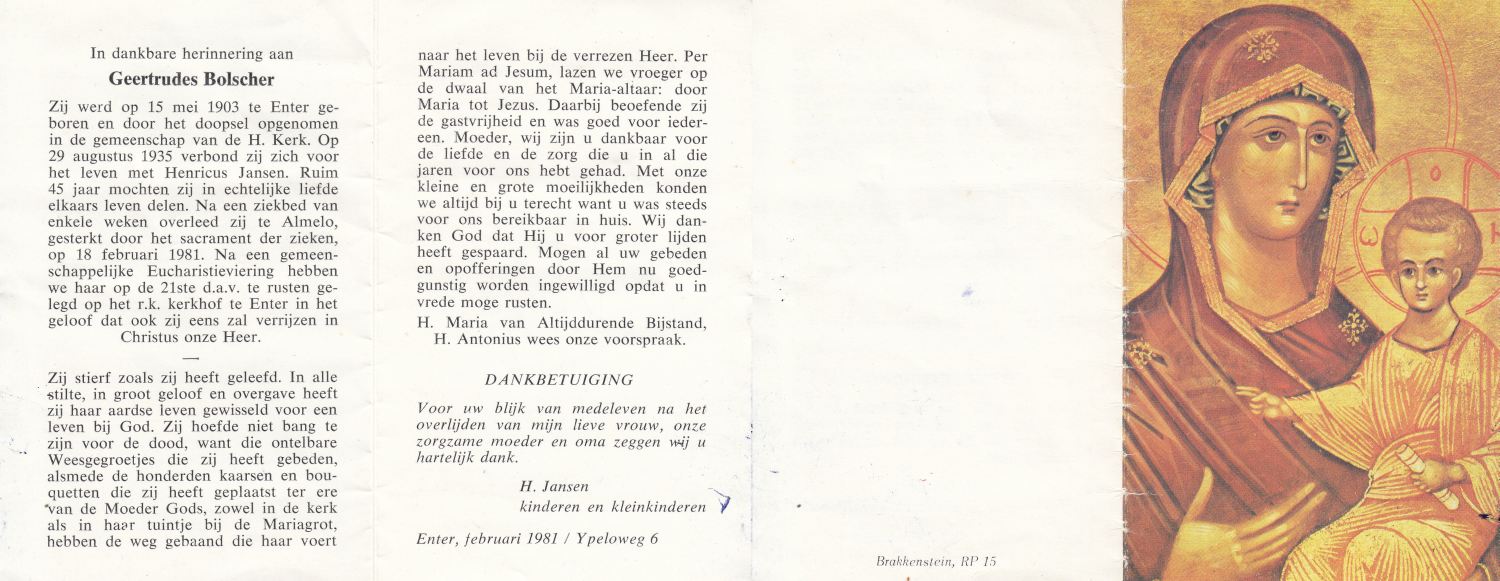 In dankbare herinnering aan
Geertrudes Bolscher
Zij werd op 15 mei 1903 te Enter ge-
boren en door het doopsel opgenomen
in de gemeenschap van de H. Kerk. Op
29 augustus 1935 verbond zij zich voor
het leven met Henricus Jansen. Ruim
45 jaar mochten zij in echtelijke liefde
elkaars leven delen. Na een ziekbed van
enkele weken overleed zij te Almelo,
gesterkt door het sacrament der zieken,
op 18 februari 1981. Na een gemeen-
schappelijke Eucharistieviering hebben
we haar op de 21ste d.a.v. te rusten ge-
legd op het r.k. kerkhof te Enter in het
geloof dat ook zij eens zal verrijzen in
Christus onze Heer.
Zij stierf zoals zij heeft geleefd. In alle
stilte, in groot geloof en overgave heeft
zij haar aardse leven gewisseld voor een
leven bij God. Zij hoefde niet bang te
zijn voor de dood, want die ontelbare
Weesgegroetjes die zij heeft gebeden,
alsmede de honderden kaarsen en bou-
quetten die zij heeft geplaatst ter ere
van de Moeder Gods, zowel in de kerk
als in haar tuintje bij de Mariagrot,
hebben de weg gebaand die haar voert
naar het leven bij de verrezen Heer. Per
Mariam ad Jesum, lazen we vroeger op
de dwaal van het Maria-altaar: door
Maria tot Jezus. Daarbij beoefende zij
de gastvrijheid en was goed voor ieder-
een. Moeder, wij zijn u dankbaar voor
de liefde en de zorg die u in al die
jaren voor ons hebt gehad. Met onze
kleine en grote moeilijkheden konden
we altijd bij u terecht want u was steeds
voor ons bereikbaar in huis. Wij dan-
ken God dat Hij u voor groter lijden
heeft gespaard. Mogen al uw gebeden
en opofferingen door Hem nu goed-
gunstig worden ingewilligd opdat u in
vrede moge rusten.
H. Maria van Altijddurende Bijstand,
H. Antonius wees onze voorspraak.
DANKBETUIGING
Voor uw blijk van medeleven na het
overlijden van mijn lieve vrouw, onze
zorgzame moeder en oma zeggen wij u
hartelijk dank.
H. Jansen
kinderen en kleinkinderen
Enter, februari 1981 / Ypeloweg 6
Brakkenstein, RP 15